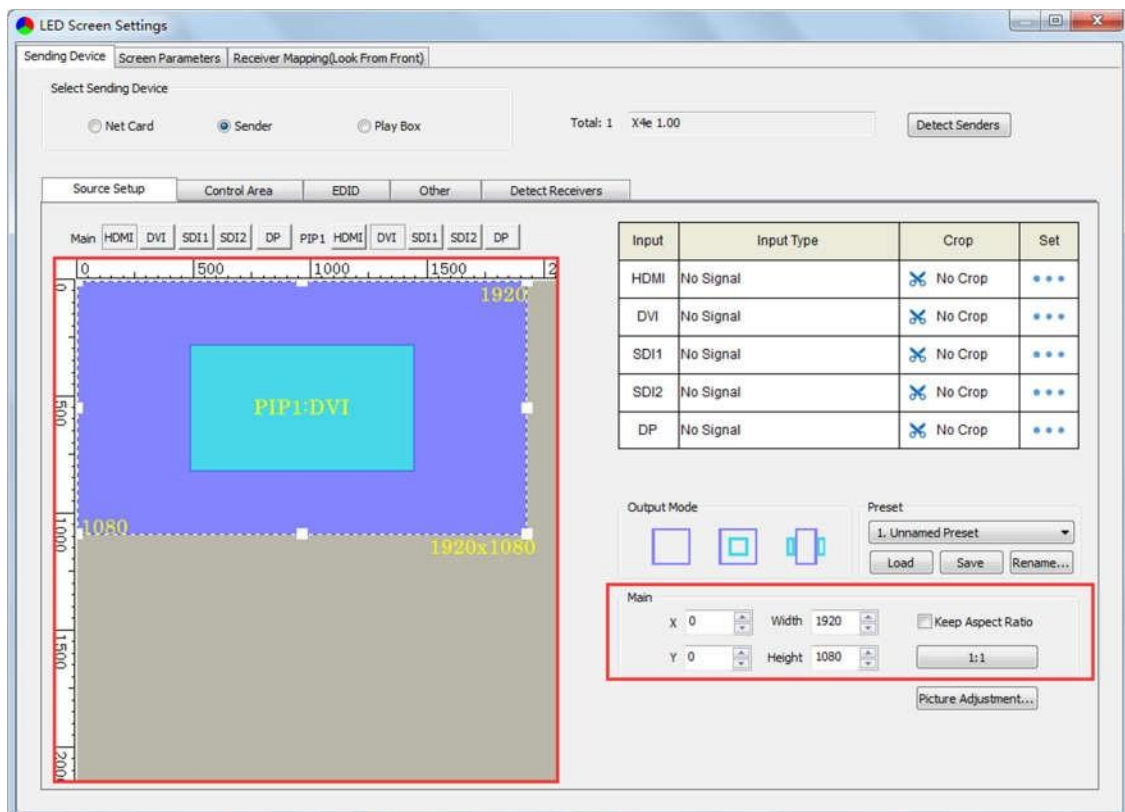 LED Screen Settings
Sending Device Screen Parameters Receiver Mapping(Look From Front)
Select Sending Device
Net Card Sender Play Box Total: 1 X4e 1.00 Detect Senders
Source Setup Control Area EDID Other Detect Receivers
Main HDMI DVI SDI1 SDI2 DP PIP1 HDMI DVI SDI1 SDI2 DP
Input Input Type Crop Set
0 500 1000 1500 2
0
1920
HDMI No Signal No Crop
DVI No Signal No Crop
SDI1 No Signal No Crop
500
PIP1:DVI
SDI2 No Signal No Crop
DP No Signal No Crop
1000
1080
1920x1080
Output Mode Preset
1. Unnamed Preset
Load Save Rename...
Main
X 0 Width 1920 Keep Aspect Ratio
1500
Y 0 Height 1080 1:1
Picture Adjustment...